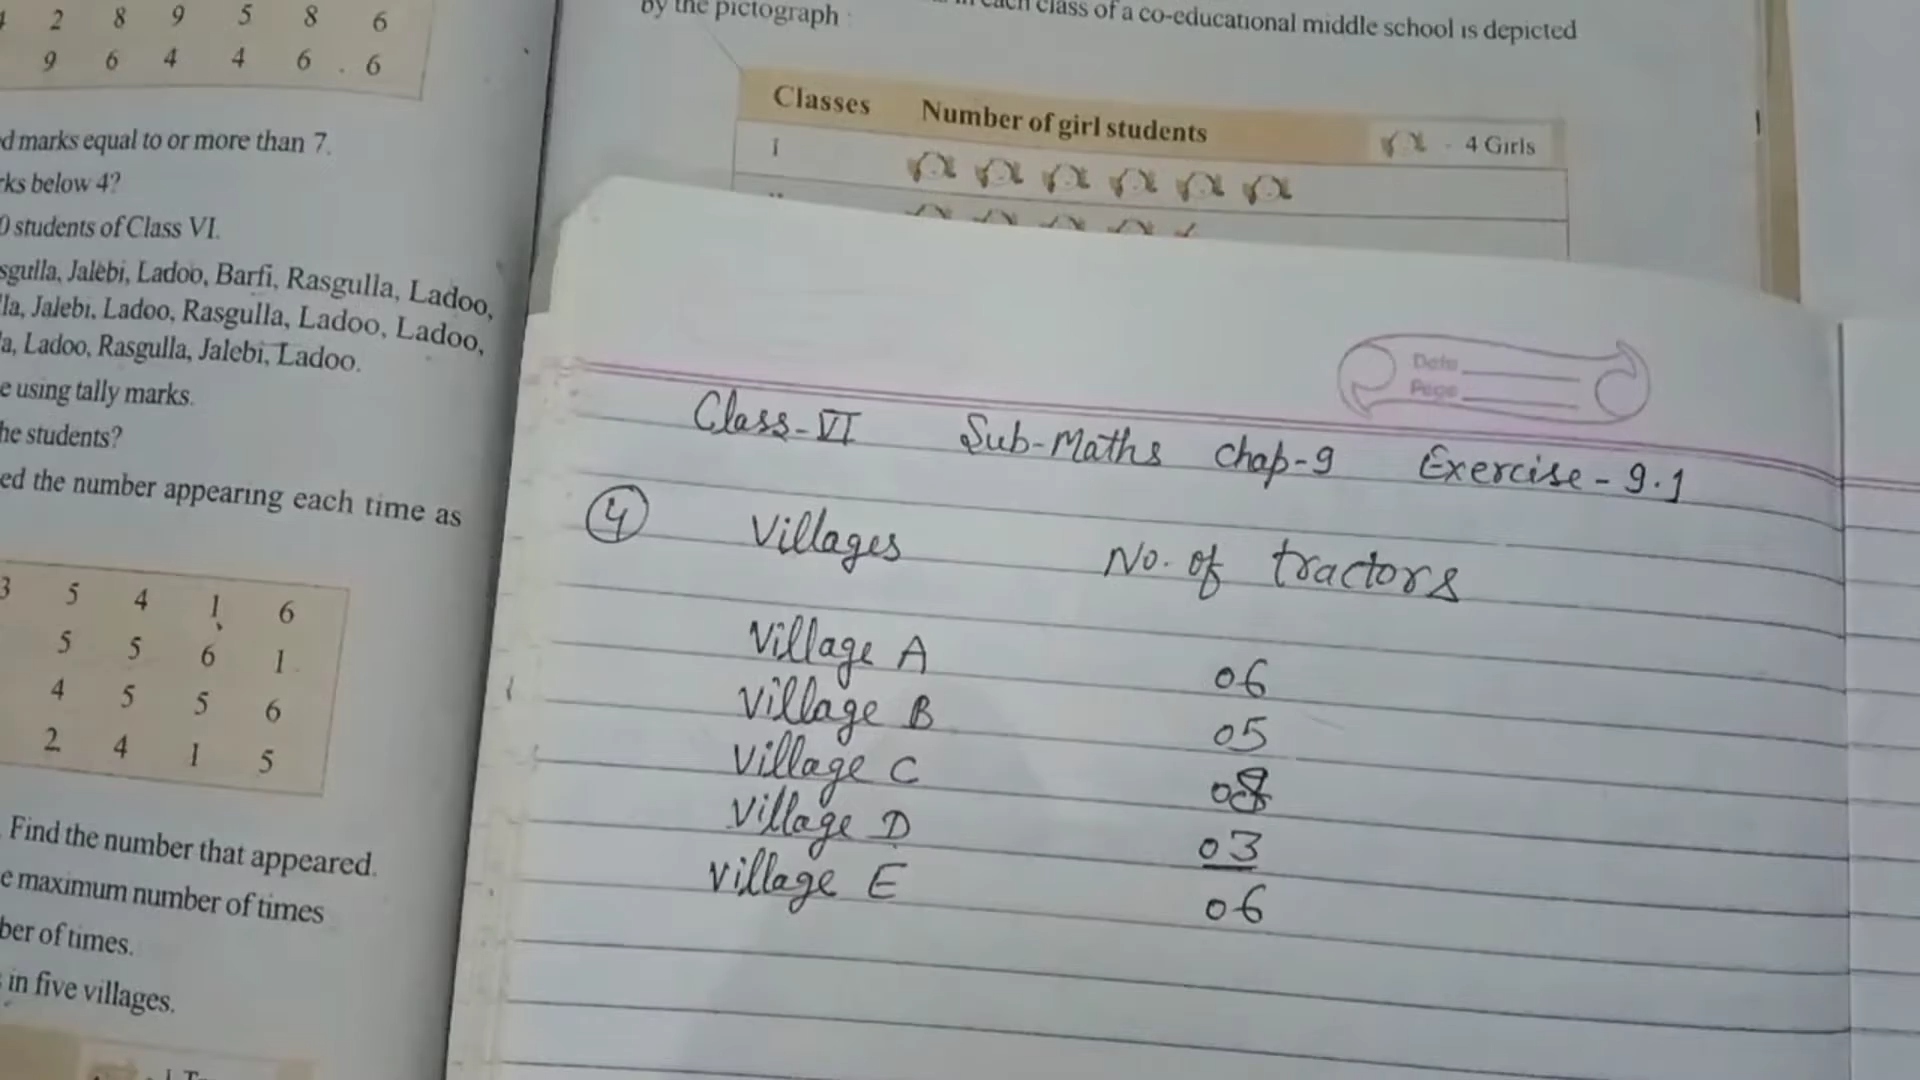 2 8 9 5 8 6
9 6 4 4 6 6
d marks equal to or more than 7.
rks below 4?
0 students of Class VI.
sgulla, Jalebi, Ladoo, Barfi, Rasgulla, Ladoo,
lla, Jalebi, Ladoo, Rasgulla, Ladoo, Ladoo,
a, Ladoo, Rasgulla, Jalebi, Ladoo.
e using tally marks.
he students?
ed the number appearing each time as
3 5 4 1 6
5 5 6 1
4 5 5 6
2 4 1 5
Find the number that appeared.
e maximum number of times
ber of times.
in five villages.
in each class of a co-educational middle school is depicted
by the pictograph :
Classes Number of girl students - 4 Girls
I
Date
Page
Class-VI Sub-Maths Chap-9 Exercise-9.1
4 Villages No. of tractors
Village A 06
Village B 05
Village C 08
Village D 03
Village E 06